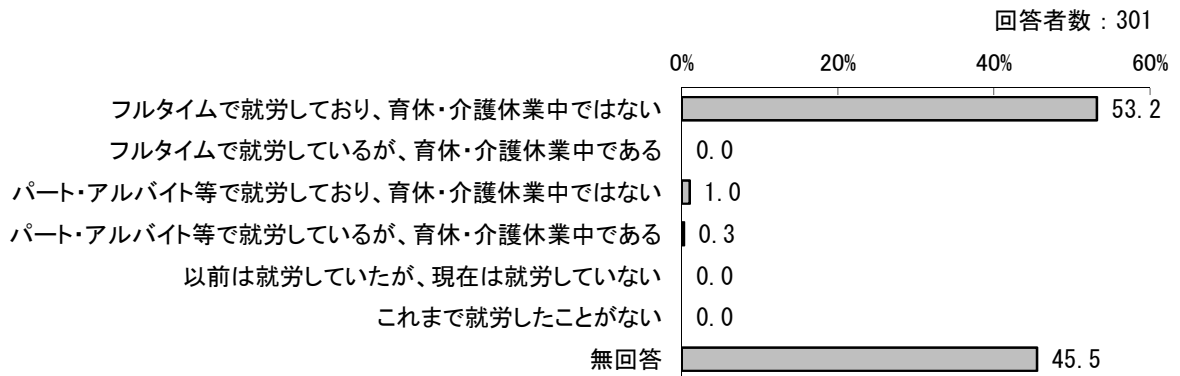 回答者数：301
0% 20% 40% 60%
フルタイムで就労しており、育休・介護休業中ではない 53.2
フルタイムで就労しているが、育休・介護休業中である 0.0
パート・アルバイト等で就労しており、育休・介護休業中ではない 1.0
パート・アルバイト等で就労しているが、育休・介護休業中である 0.3
以前は就労していたが、現在は就労していない 0.0
これまで就労したことがない 0.0
無回答 45.5